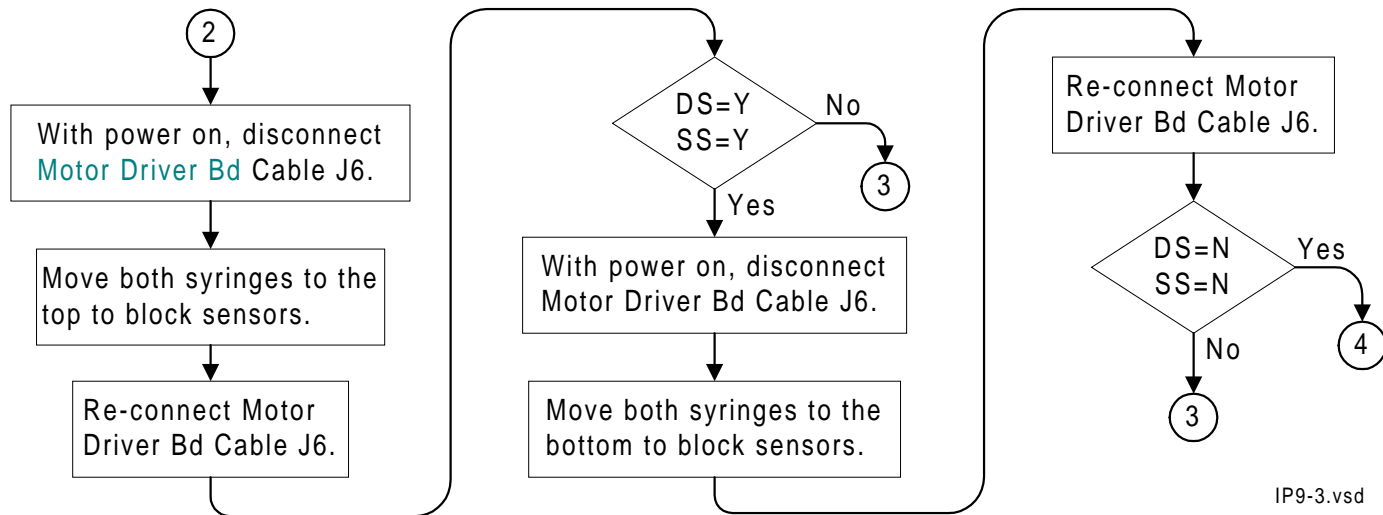 2
With power on, disconnect
Motor Driver Bd Cable J6.
Move both syringes to the
top to block sensors.
Re-connect Motor
Driver Bd Cable J6.
DS=Y
SS=Y
No
3
Yes
With power on, disconnect
Motor Driver Bd Cable J6.
Move both syringes to the
bottom to block sensors.
Re-connect Motor
Driver Bd Cable J6.
DS=N
SS=N
Yes
4
No
3
IP9-3.vsd